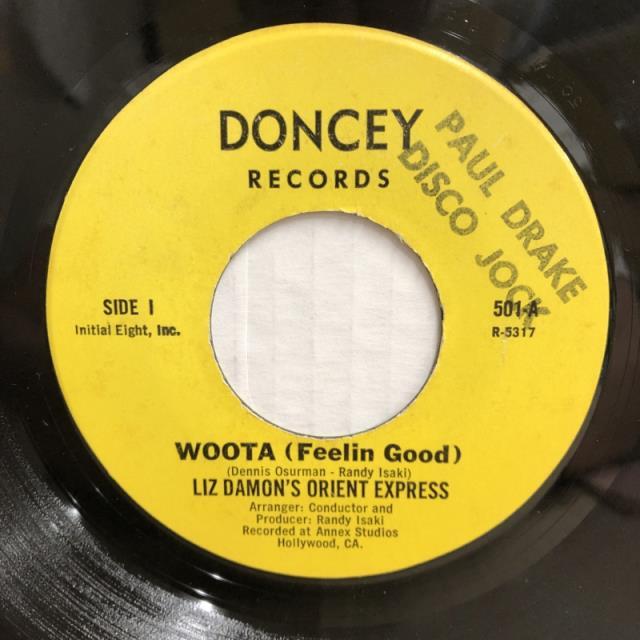 DONCEY
RECORDS
PAUL DRAKE
DISCO JOCK
SIDE I
Initial Eight, Inc.
501-A
R-5317
WOOTA (Feelin Good)
(Dennis Osurman - Randy Isaki)
LIZ DAMON'S ORIENT EXPRESS
Arranger: Conductor and
Producer: Randy Isaki
Recorded at Annex Studios
Hollywood, CA.